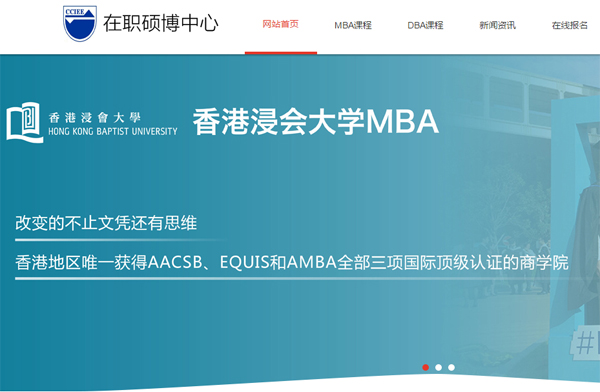 CCIEE
在职硕博中心
网站首页
MBA课程
DBA课程
新闻资讯
在线报名
香港浸會大學
HONG KONG BAPTIST UNIVERSITY
香港浸会大学MBA
改变的不止文凭还有思维
香港地区唯一获得AACSB、EQUIS和AMBA全部三项国际顶级认证的商学院